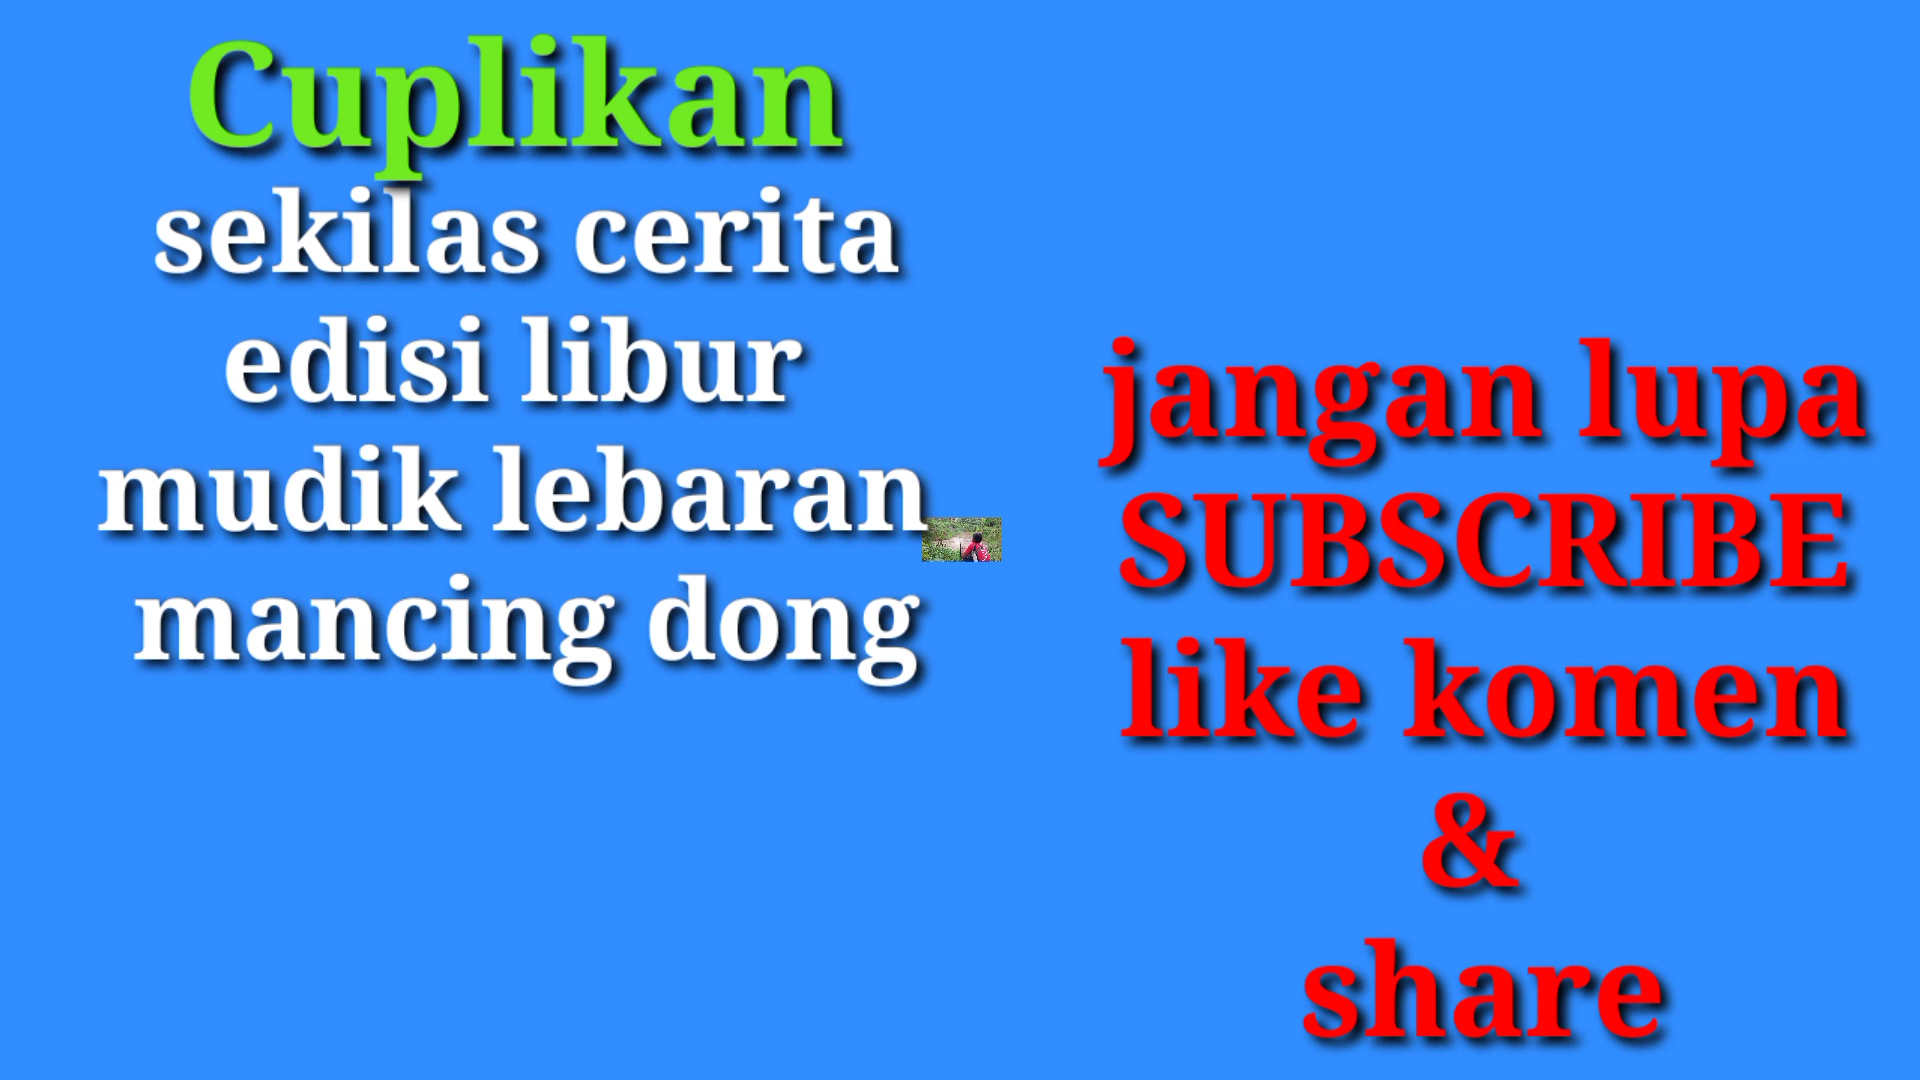 Cuplikan
sekilas cerita
edisi libur
mudik lebaran
mancing dong
jangan lupa
SUBSCRIBE
like komen
&
share